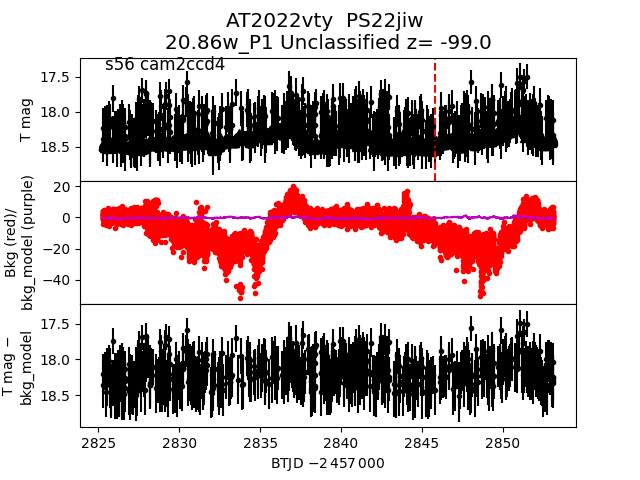 AT2022vty  PS22jiw
20.86w_P1 Unclassified z= -99.0
s56 cam2ccd4
17.5
18.0
18.5
T mag
20
0
−20
−40
Bkg (red)/
bkg_model (purple)
17.5
18.0
18.5
T mag −
bkg_model
2825
2830
2835
2840
2845
2850
BTJD −2 457 000